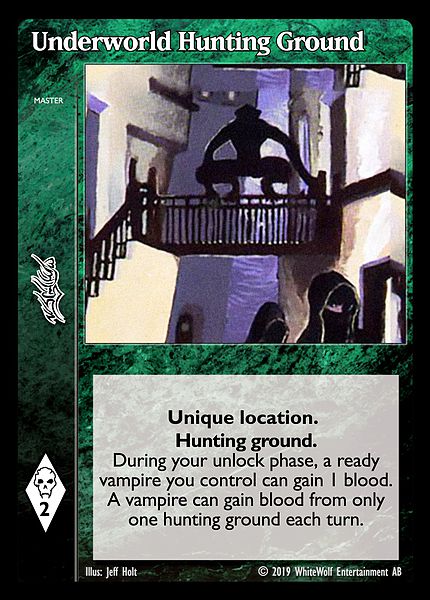 Underworld Hunting Ground
MASTER
Unique location.
Hunting ground.
During your unlock phase, a ready
vampire you control can gain 1 blood.
A vampire can gain blood from only
one hunting ground each turn.
2
Illus: Jeff Holt © 2019 WhiteWolf Entertainment AB